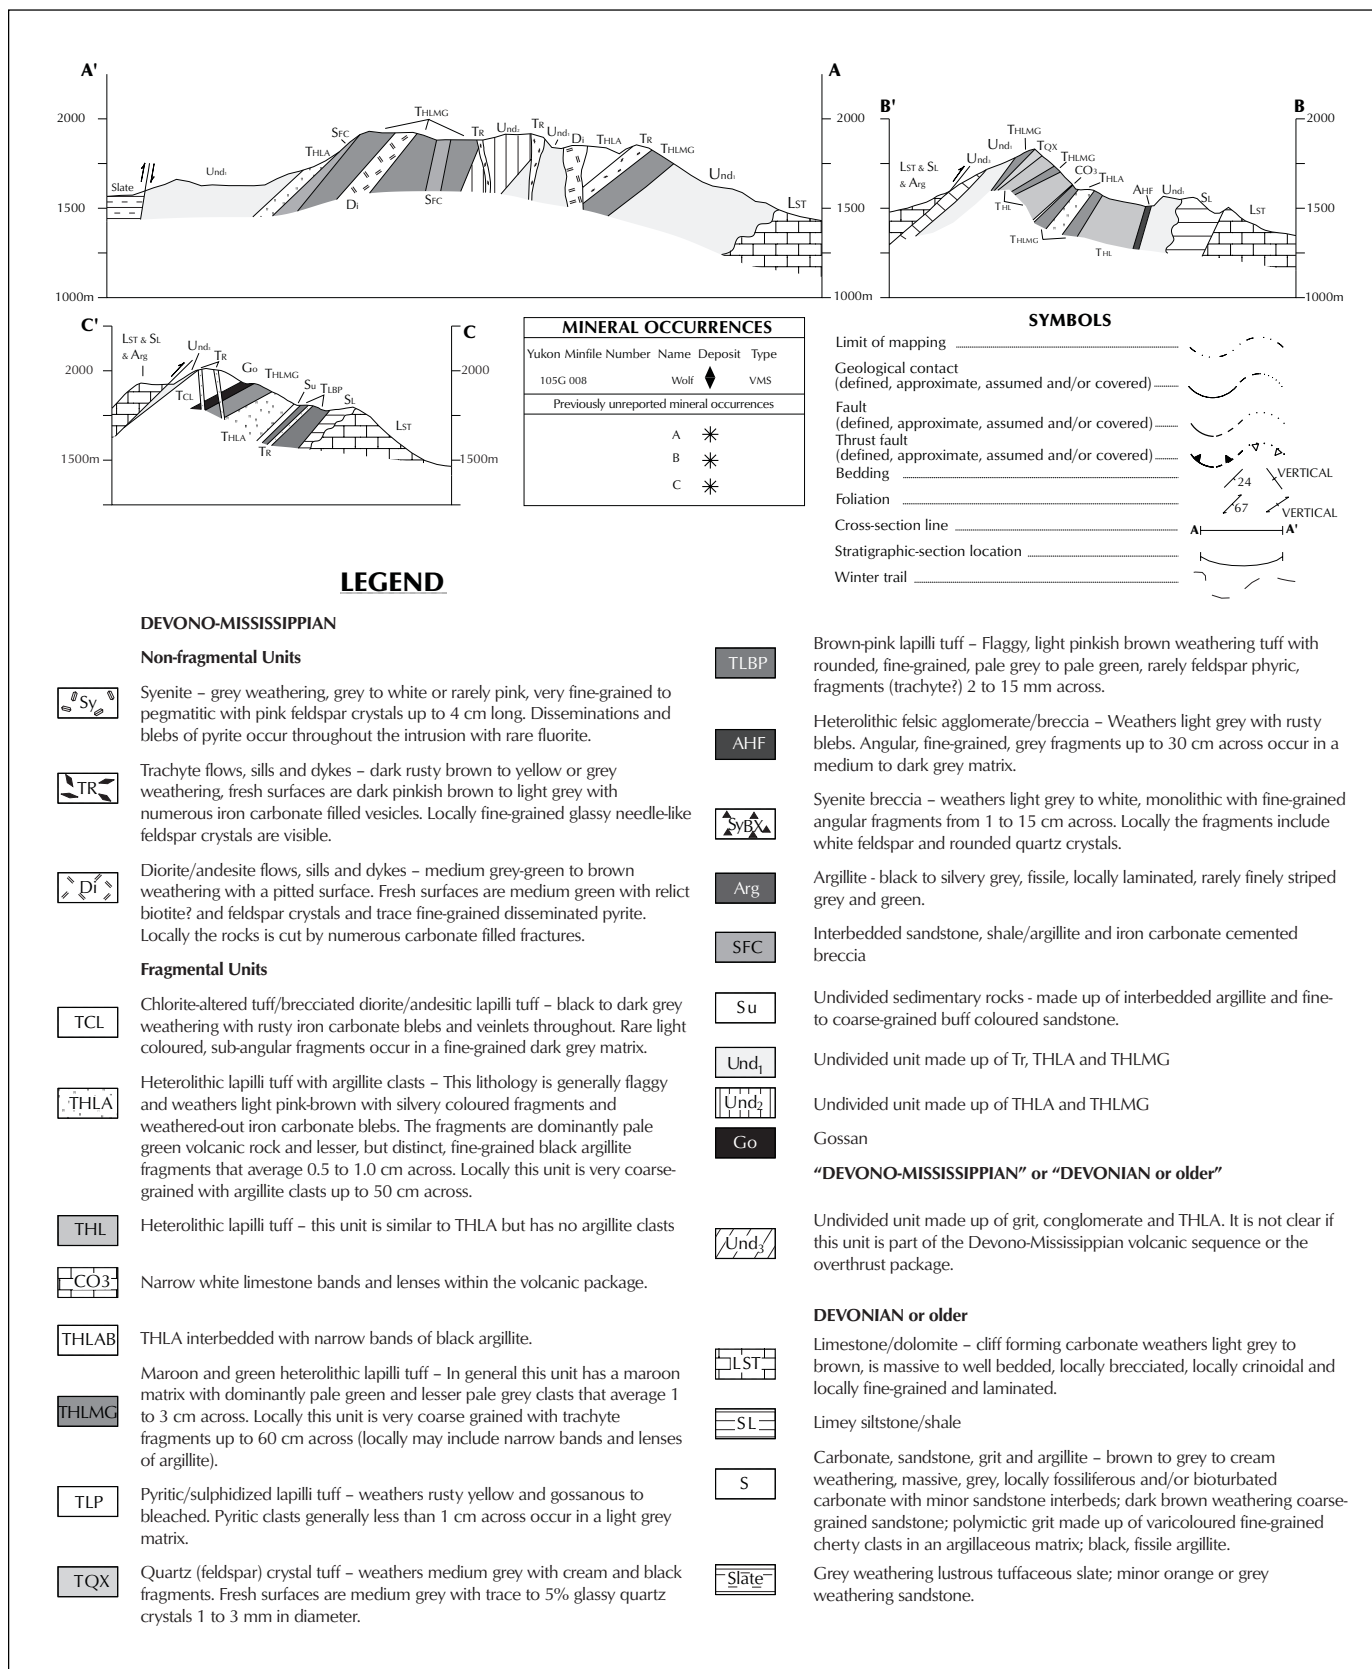 A'
A
B'
B
2000
2000
2000
1500
1500
1500
1000m
1000m
1000m
Slate
Und1
THLA
SFC
THLMG
Di
SFC
TR
Und2
TR
Und1
Di
THLA
TR
THLMG
Und1
LST
LST & SL
& Arg
Und3
Und1
THLMG
TQX
THLMG
CO3
THLA
AHF
Und1
SL
LST
THL
THLMG
THL
C'
C
2000
2000
1500m
1500m
LST & SL
& Arg
Und3
TR
Go
THLMG
Su
TLBP
SL
LST
TCL
THLA
TR
MINERAL OCCURRENCES
Yukon Minfile Number Name Deposit Type
105G 008 Wolf VMS
Previously unreported mineral occurrences
A
B
C
SYMBOLS
Limit of mapping
Geological contact
(defined, approximate, assumed and/or covered)
Fault
(defined, approximate, assumed and/or covered)
Thrust fault
(defined, approximate, assumed and/or covered)
Bedding
24
VERTICAL
Foliation
67
VERTICAL
Cross-section line
A A'
Stratigraphic-section location
Winter trail
LEGEND
DEVONO-MISSISSIPPIAN
Non-fragmental Units
Sy
Syenite – grey weathering, grey to white or rarely pink, very fine-grained to
pegmatitic with pink feldspar crystals up to 4 cm long. Disseminations and
blebs of pyrite occur throughout the intrusion with rare fluorite.
TR
Trachyte flows, sills and dykes – dark rusty brown to yellow or grey
weathering, fresh surfaces are dark pinkish brown to light grey with
numerous iron carbonate filled vesicles. Locally fine-grained glassy needle-like
feldspar crystals are visible.
Di
Diorite/andesite flows, sills and dykes – medium grey-green to brown
weathering with a pitted surface. Fresh surfaces are medium green with relict
biotite? and feldspar crystals and trace fine-grained disseminated pyrite.
Locally the rocks is cut by numerous carbonate filled fractures.
Fragmental Units
TCL
Chlorite-altered tuff/brecciated diorite/andesitic lapilli tuff – black to dark grey
weathering with rusty iron carbonate blebs and veinlets throughout. Rare light
coloured, sub-angular fragments occur in a fine-grained dark grey matrix.
THLA
Heterolithic lapilli tuff with argillite clasts – This lithology is generally flaggy
and weathers light pink-brown with silvery coloured fragments and
weathered-out iron carbonate blebs. The fragments are dominantly pale
green volcanic rock and lesser, but distinct, fine-grained black argillite
fragments that average 0.5 to 1.0 cm across. Locally this unit is very coarse-
grained with argillite clasts up to 50 cm across.
THL
Heterolithic lapilli tuff – this unit is similar to THLA but has no argillite clasts
CO3
Narrow white limestone bands and lenses within the volcanic package.
THLAB
THLA interbedded with narrow bands of black argillite.
THLMG
Maroon and green heterolithic lapilli tuff – In general this unit has a maroon
matrix with dominantly pale green and lesser pale grey clasts that average 1
to 3 cm across. Locally this unit is very coarse grained with trachyte
fragments up to 60 cm across (locally may include narrow bands and lenses
of argillite).
TLP
Pyritic/sulphidized lapilli tuff – weathers rusty yellow and gossanous to
bleached. Pyritic clasts generally less than 1 cm across occur in a light grey
matrix.
TQX
Quartz (feldspar) crystal tuff – weathers medium grey with cream and black
fragments. Fresh surfaces are medium grey with trace to 5% glassy quartz
crystals 1 to 3 mm in diameter.
TLBP
Brown-pink lapilli tuff – Flaggy, light pinkish brown weathering tuff with
rounded, fine-grained, pale grey to pale green, rarely feldspar phyric,
fragments (trachyte?) 2 to 15 mm across.
AHF
Heterolithic felsic agglomerate/breccia – Weathers light grey with rusty
blebs. Angular, fine-grained, grey fragments up to 30 cm across occur in a
medium to dark grey matrix.
SyBX
Syenite breccia – weathers light grey to white, monolithic with fine-grained
angular fragments from 1 to 15 cm across. Locally the fragments include
white feldspar and rounded quartz crystals.
Arg
Argillite - black to silvery grey, fissile, locally laminated, rarely finely striped
grey and green.
SFC
Interbedded sandstone, shale/argillite and iron carbonate cemented
breccia
Su
Undivided sedimentary rocks - made up of interbedded argillite and fine-
to coarse-grained buff coloured sandstone.
Und1
Undivided unit made up of Tr, THLA and THLMG
Und2
Undivided unit made up of THLA and THLMG
Go
Gossan
“DEVONO-MISSISSIPPIAN” or “DEVONIAN or older”
Und3
Undivided unit made up of grit, conglomerate and THLA. It is not clear if
this unit is part of the Devono-Mississippian volcanic sequence or the
overthrust package.
DEVONIAN or older
LST
Limestone/dolomite – cliff forming carbonate weathers light grey to
brown, is massive to well bedded, locally brecciated, locally crinoidal and
locally fine-grained and laminated.
SL
Limey siltstone/shale
S
Carbonate, sandstone, grit and argillite – brown to grey to cream
weathering, massive, grey, locally fossiliferous and/or bioturbated
carbonate with minor sandstone interbeds; dark brown weathering coarse-
grained sandstone; polymictic grit made up of varicoloured fine-grained
cherty clasts in an argillaceous matrix; black, fissile argillite.
Slate
Grey weathering lustrous tuffaceous slate; minor orange or grey
weathering sandstone.